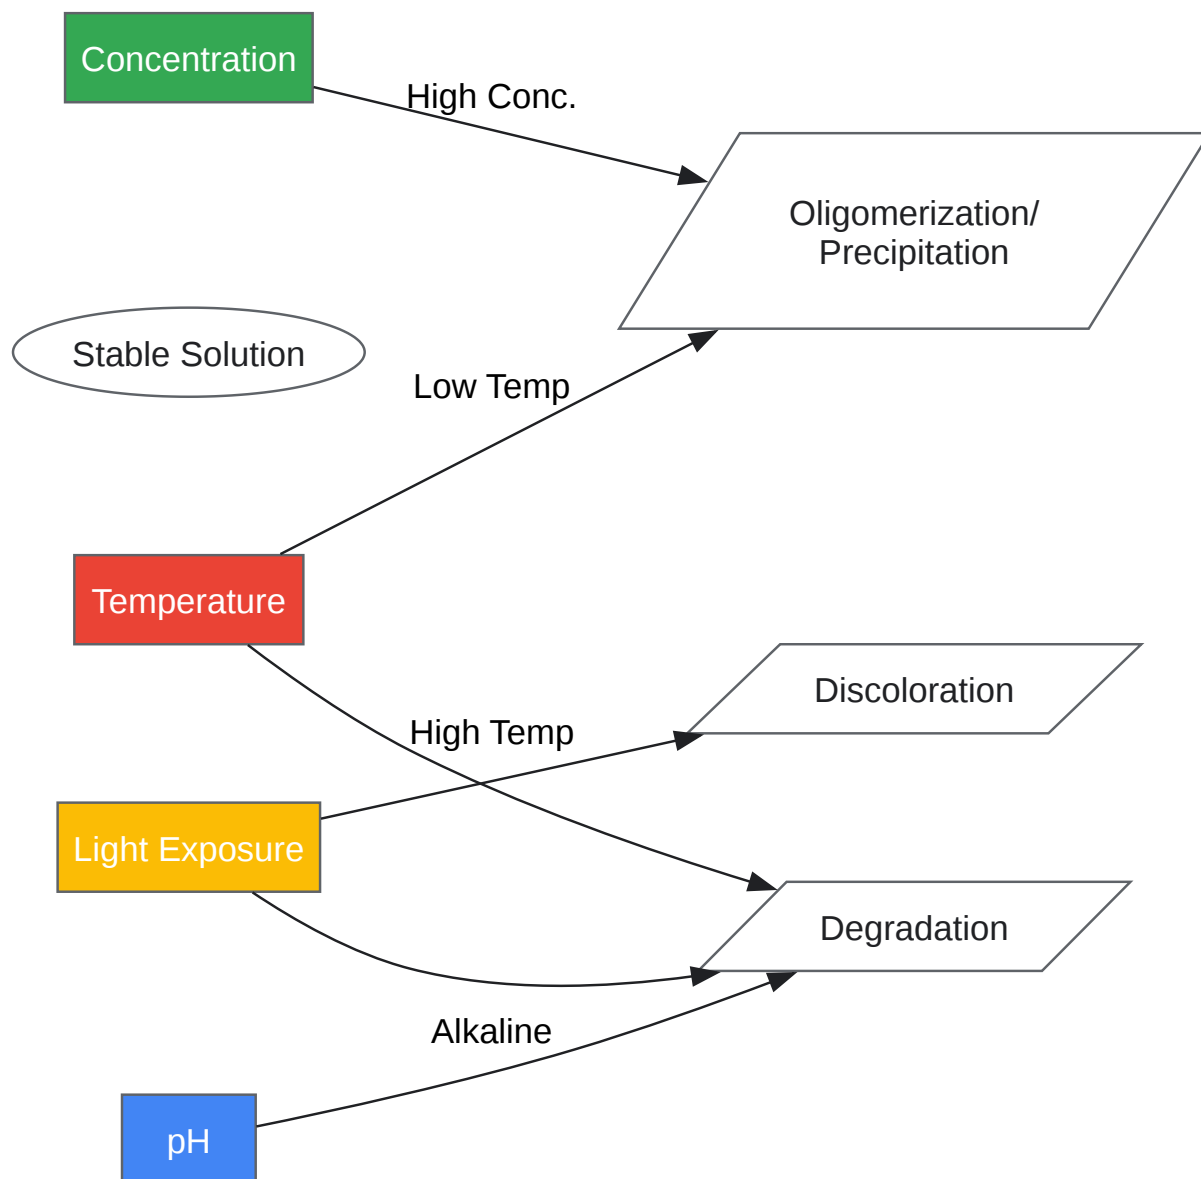 Concentration
High Conc.
Oligomerization/
Precipitation
Stable Solution
Low Temp
Temperature
Discoloration
High Temp
Light Exposure
Degradation
Alkaline
pH